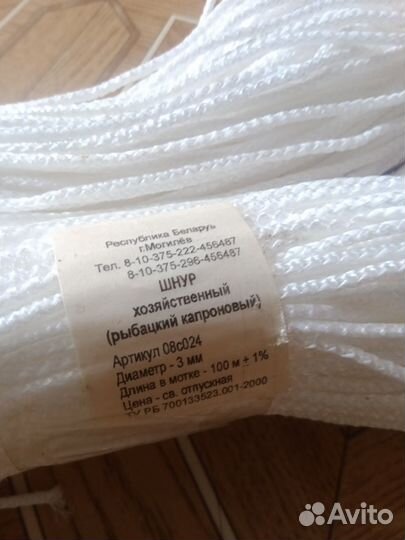 Республика Беларусь
г.Могилёв
Тел. 8-10-375-222-456487
8-10-375-296-456487
ШНУР
хозяйственный
(рыбацкий капроновый)
Артикул 08с024
Диаметр - 3 мм
Длина в мотке - 100 м ± 1%
Цена - св. отпускная
ТУ РБ 700133523.001-2000
Avito